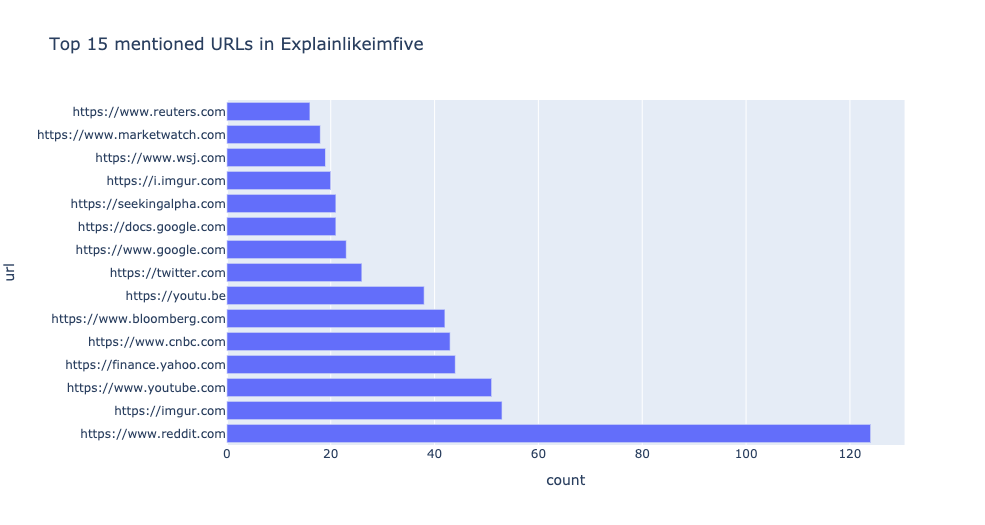 Top 15 mentioned URLs in Explainlikeimfive
https://www.reuters.com
https://www.marketwatch.com
https://www.wsj.com
https://i.imgur.com
https://seekingalpha.com
https://docs.google.com
https://www.google.com
https://twitter.com
https://youtu.be
https://www.bloomberg.com
https://www.cnbc.com
https://finance.yahoo.com
https://www.youtube.com
https://imgur.com
https://www.reddit.com
url
0 20 40 60 80 100 120
count